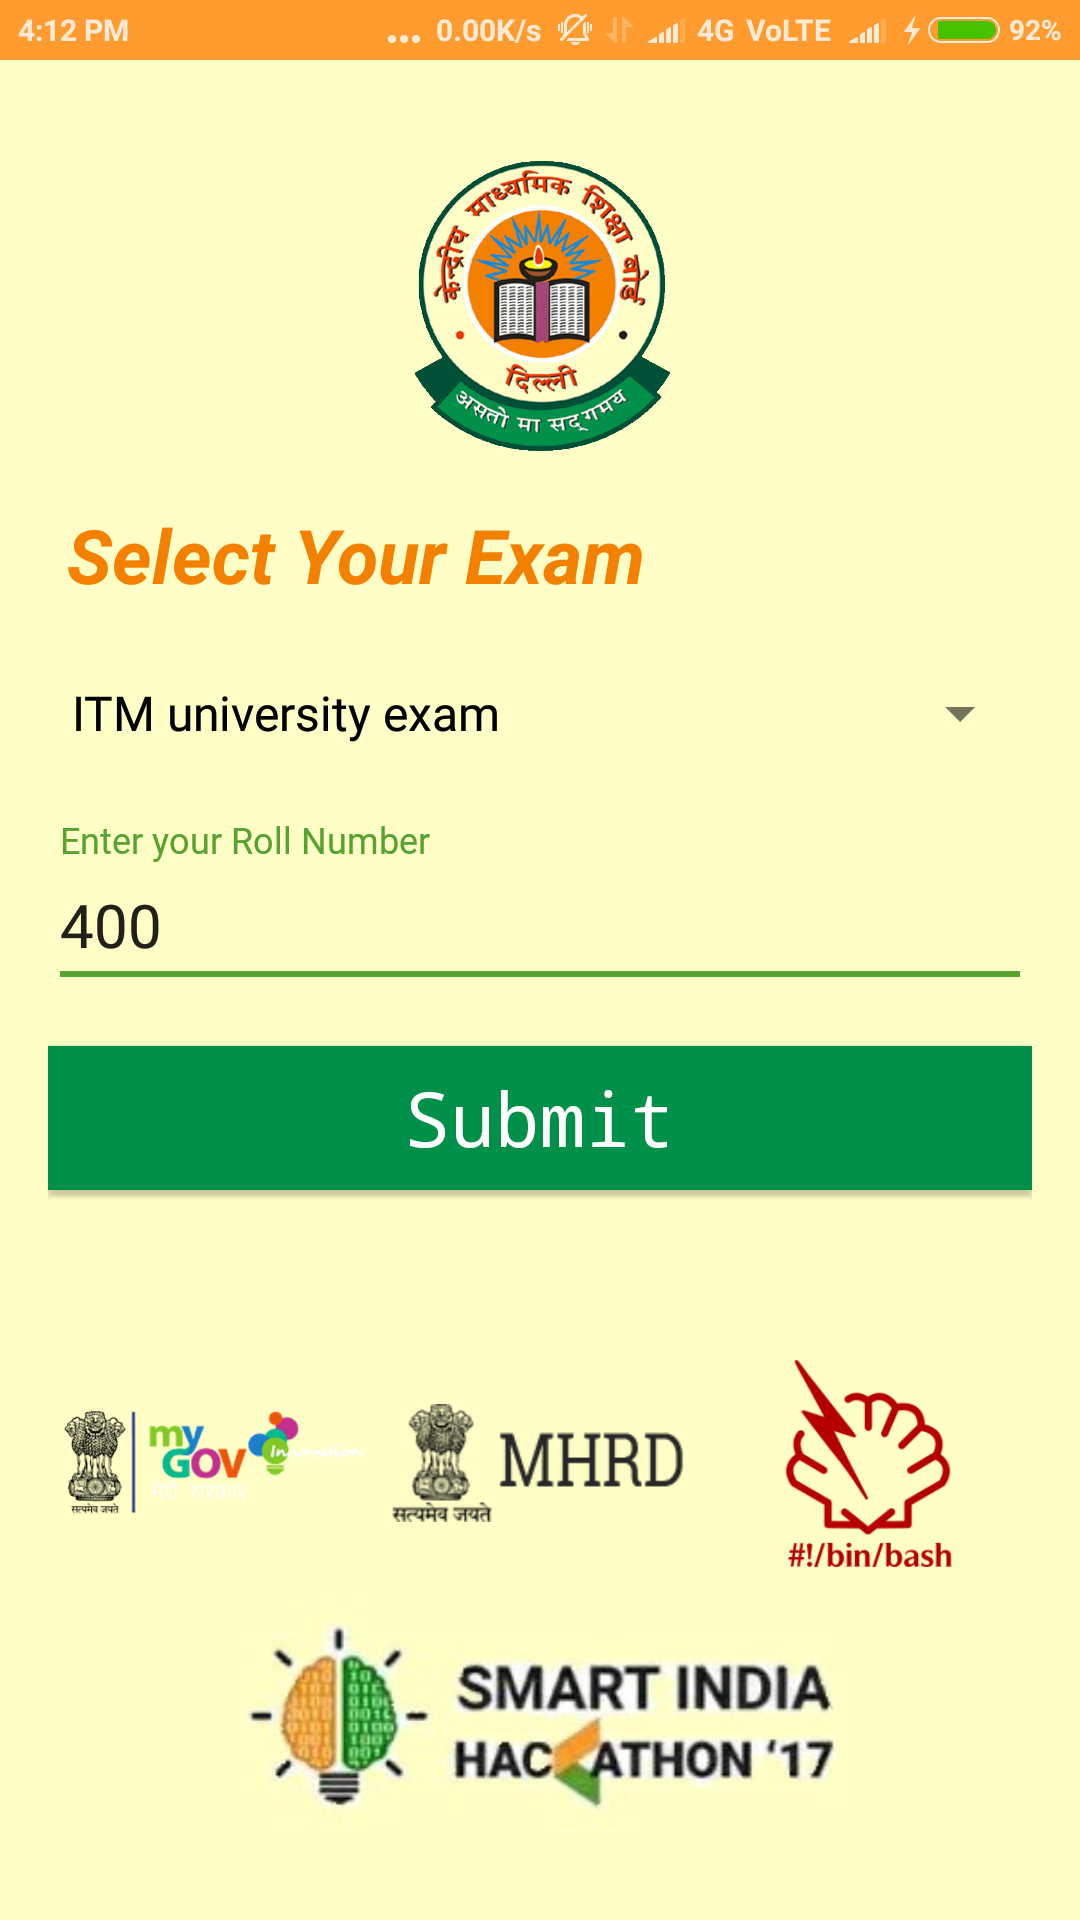 4:12 PM ... 0.00K/s 4G VoLTE 92%
केन्द्रीय माध्यमिक शिक्षा बोर्ड
दिल्ली
असतो मा सद्गमय
Select Your Exam
ITM university exam
Enter your Roll Number
400
Submit
my
GOV Innovation
मेरी सरकार
सत्यमेव जयते
MHRD
सत्यमेव जयते
#!/bin/bash
SMART INDIA
HACKATHON ‘17